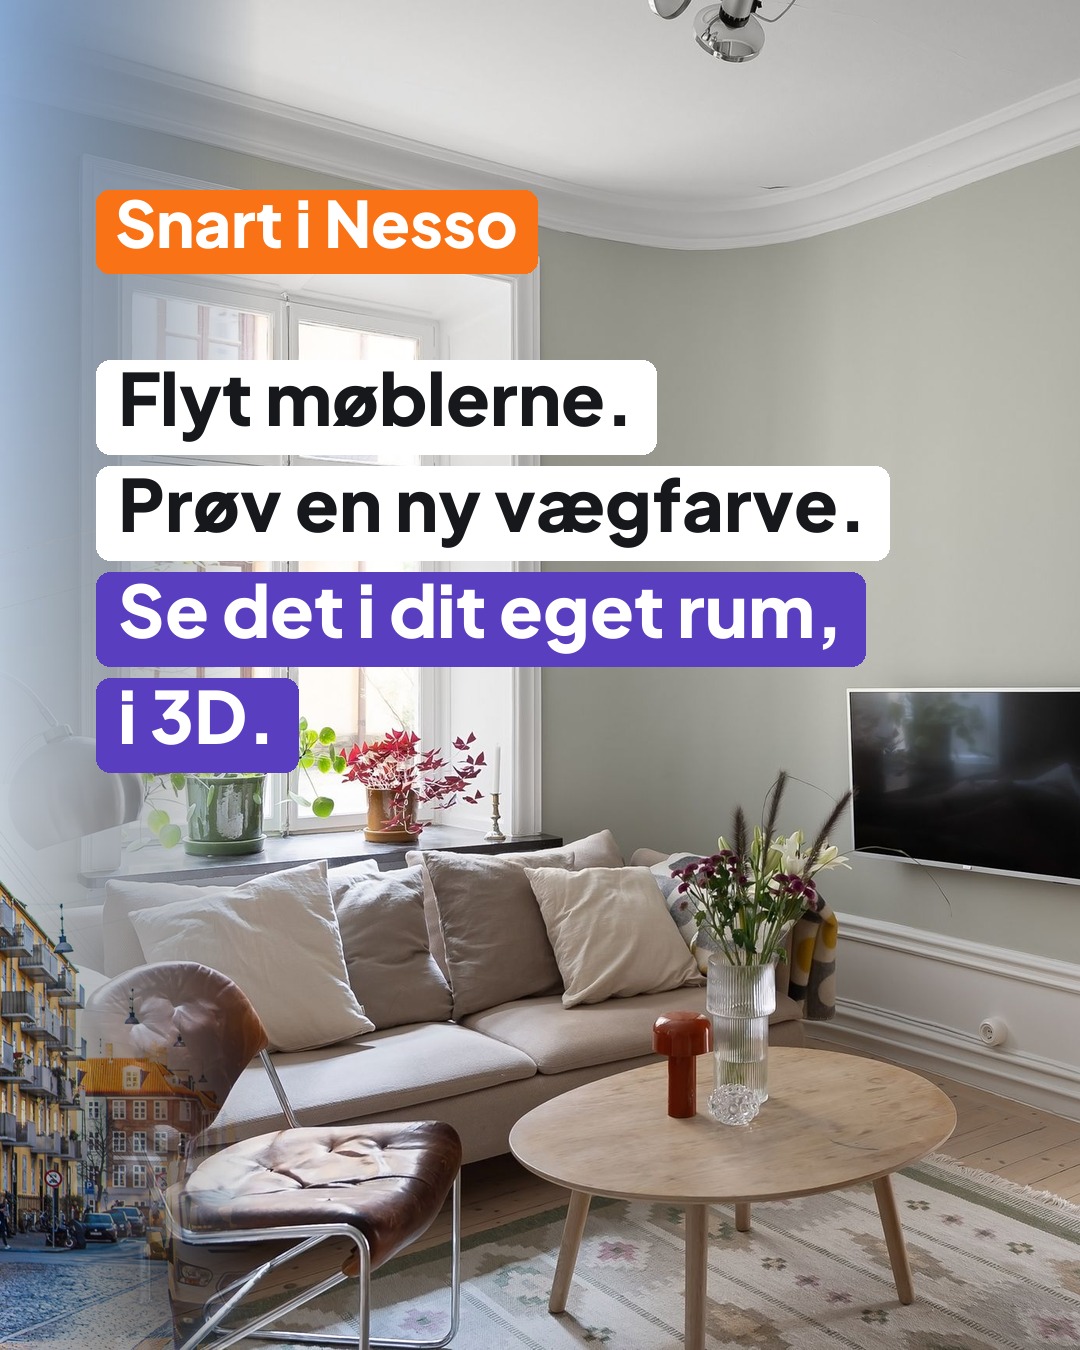 Snart i Nesso
Flyt møblerne.
Prøv en ny vægfarve.
Se det i dit eget rum,
i 3D.